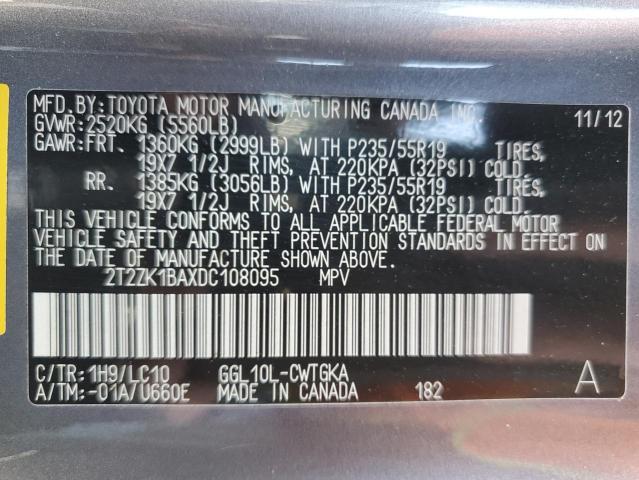 MFD.BY:TOYOTA MOTOR MANUFACTURING CANADA INC. 11/12
GVWR:2520KG (5560LB)
GAWR:FRT. 1360KG (2999LB) WITH P235/55R19 TIRES,
19X7 1/2J RIMS, AT 220KPA (32PSI) COLD.
RR. 1385KG (3056LB) WITH P235/55R19 TIRES,
19X7 1/2J RIMS, AT 220KPA (32PSI) COLD.
THIS VEHICLE CONFORMS TO ALL APPLICABLE FEDERAL MOTOR
VEHICLE SAFETY AND THEFT PREVENTION STANDARDS IN EFFECT ON
THE DATE OF MANUFACTURE SHOWN ABOVE.
2T2ZK1BAXDC108095 MPV
C/TR:1H9/LC10 GGL10L-CWTGKA
A/TM:-01A/U660E MADE IN CANADA 182 A